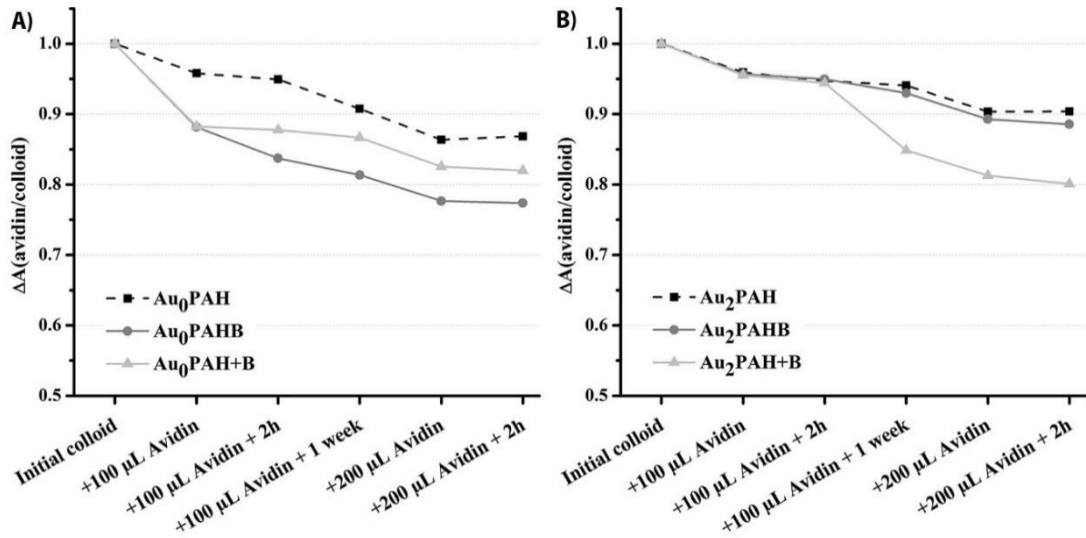 A)
ΔA(avidin/colloid)
1.0
0.9
0.8
0.7
0.6
0.5
Au₀PAH
Au₀PAHB
Au₀PAH+B
Initial colloid
+100 µL Avidin
+100 µL Avidin + 2h
+100 µL Avidin + 1 week
+200 µL Avidin
+200 µL Avidin + 2h
B)
ΔA(avidin/colloid)
1.0
0.9
0.8
0.7
0.6
0.5
Au₂PAH
Au₂PAHB
Au₂PAH+B
Initial colloid
+100 µL Avidin
+100 µL Avidin + 2h
+100 µL Avidin + 1 week
+200 µL Avidin
+200 µL Avidin + 2h